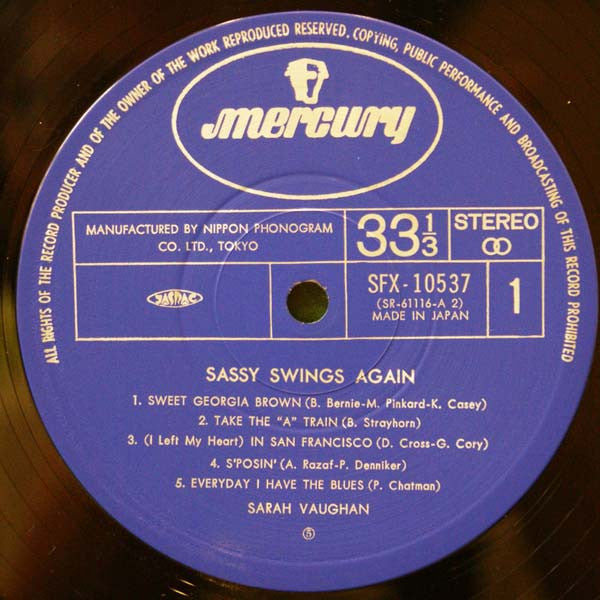 ALL RIGHTS OF THE RECORD PRODUCER AND OF THE OWNER OF THE WORK REPRODUCED RESERVED. COPYING, PUBLIC PERFORMANCE AND BROADCASTING OF THIS RECORD PROHIBITED
mercury
MANUFACTURED BY NIPPON PHONOGRAM
CO. LTD., TOKYO
33 1/3
STEREO
JASRAC
SFX-10537
(SR-61116-A 2)
MADE IN JAPAN
1
SASSY SWINGS AGAIN
1. SWEET GEORGIA BROWN (B. Bernie-M. Pinkard-K. Casey)
2. TAKE THE "A" TRAIN (B. Strayhorn)
3. (I Left My Heart) IN SAN FRANCISCO (D. Cross-G. Cory)
4. S'POSIN' (A. Razaf-P. Denniker)
5. EVERYDAY I HAVE THE BLUES (P. Chatman)
SARAH VAUGHAN
Ⓢ